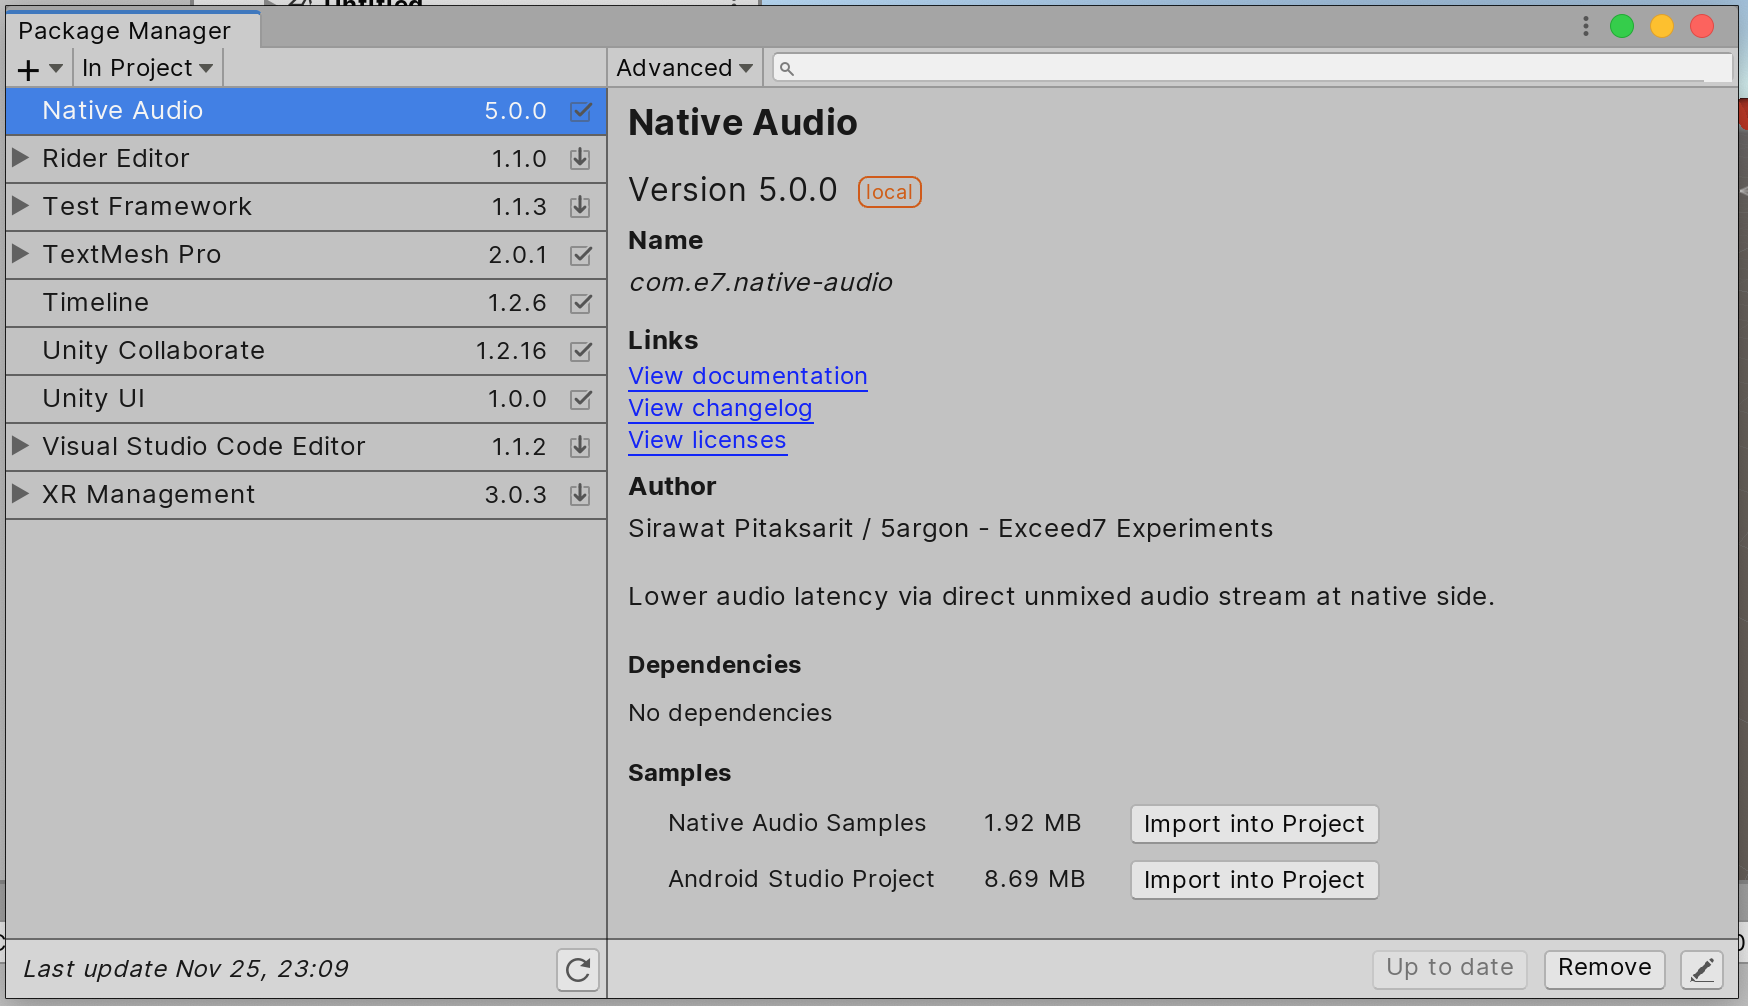 Untitled
Package Manager
In Project
Advanced
Native Audio 5.0.0
Rider Editor 1.1.0
Test Framework 1.1.3
TextMesh Pro 2.0.1
Timeline 1.2.6
Unity Collaborate 1.2.16
Unity UI 1.0.0
Visual Studio Code Editor 1.1.2
XR Management 3.0.3
Last update Nov 25, 23:09
Native Audio
Version 5.0.0 local
Name
com.e7.native-audio
Links
View documentation
View changelog
View licenses
Author
Sirawat Pitaksarit / 5argon - Exceed7 Experiments
Lower audio latency via direct unmixed audio stream at native side.
Dependencies
No dependencies
Samples
Native Audio Samples 1.92 MB Import into Project
Android Studio Project 8.69 MB Import into Project
Up to date Remove